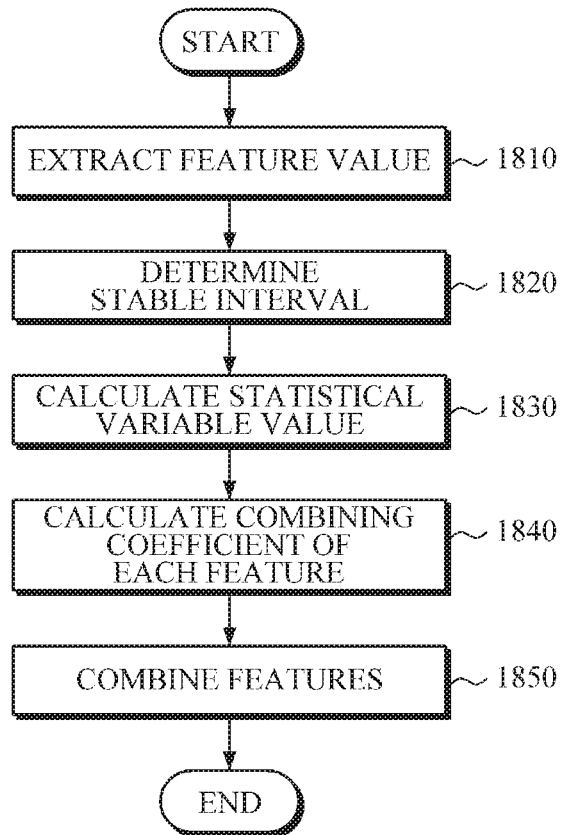 START
EXTRACT FEATURE VALUE
1810
DETERMINE
STABLE INTERVAL
1820
CALCULATE STATISTICAL
VARIABLE VALUE
1830
CALCULATE COMBINING
COEFFICIENT OF
EACH FEATURE
1840
COMBINE FEATURES
1850
END